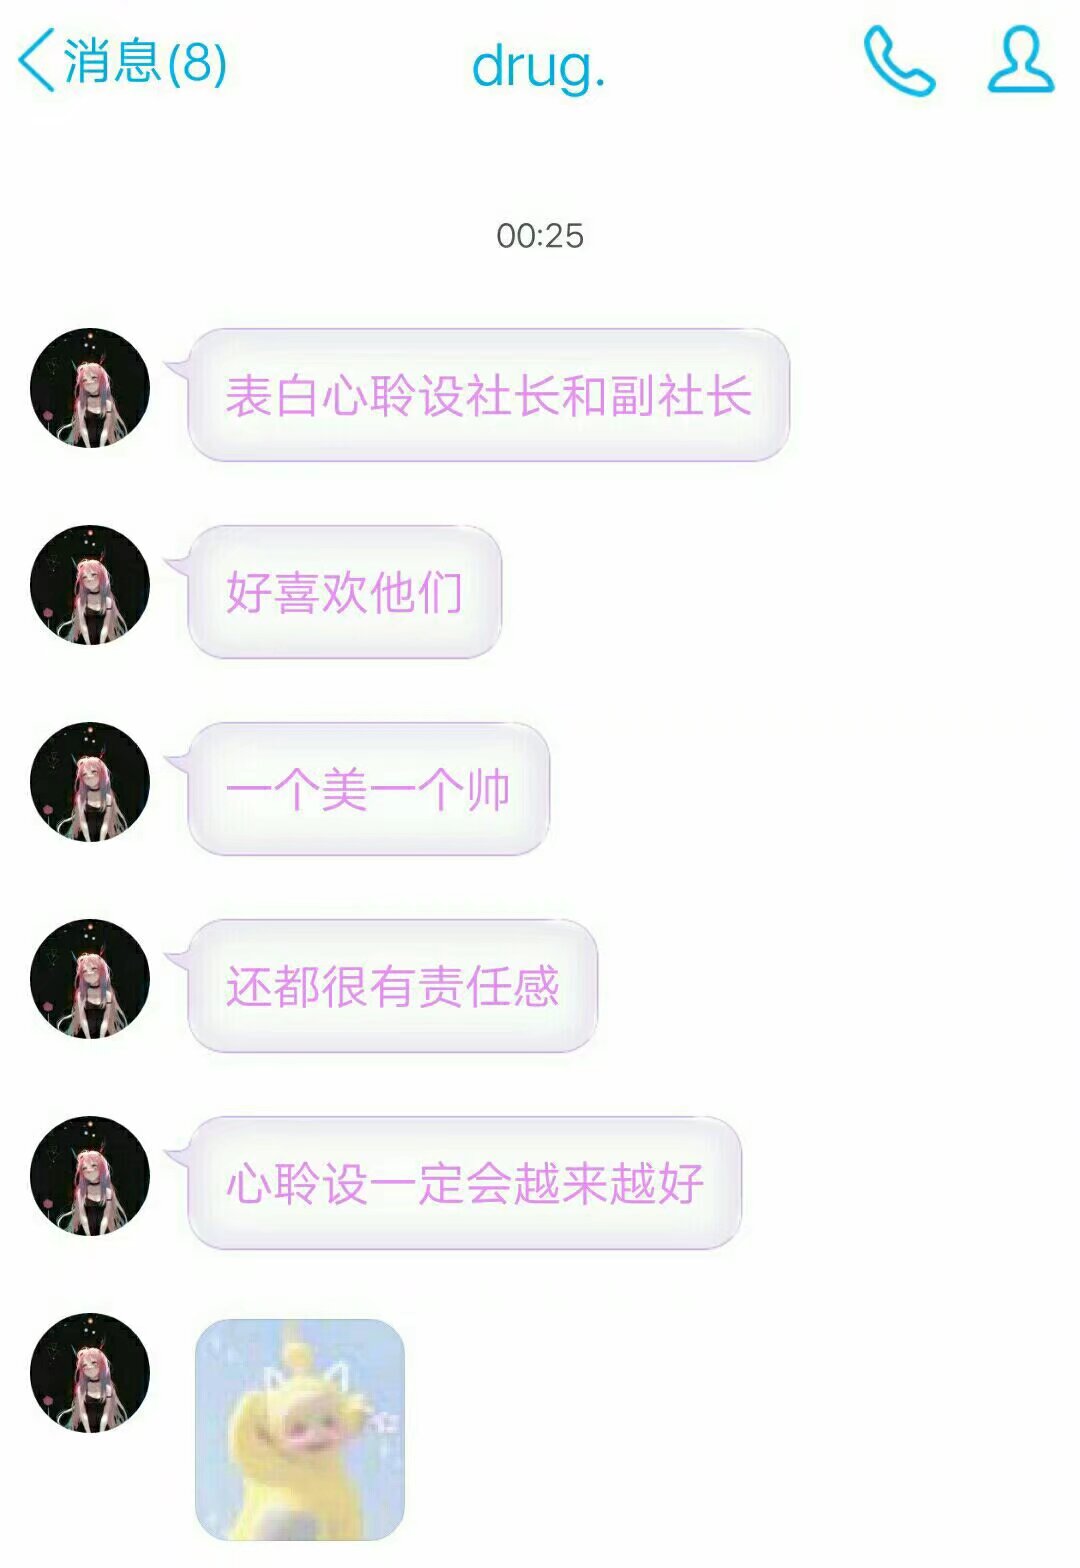 消息(8)
drug.
00:25
表白心聆设社长和副社长
好喜欢他们
一个美一个帅
还都很有责任感
心聆设一定会越来越好